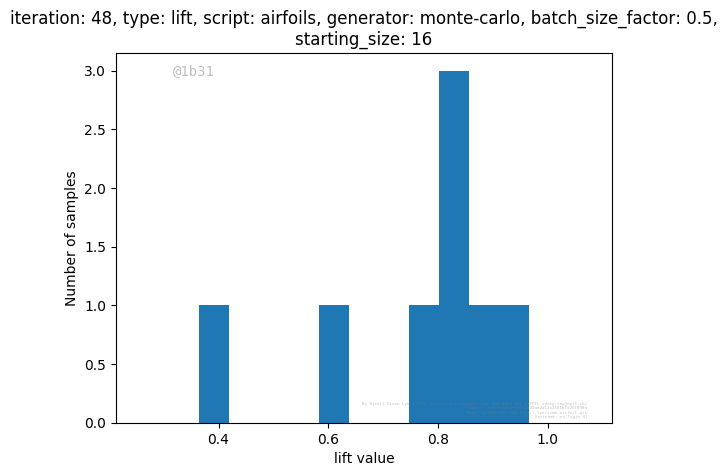 iteration: 48, type: lift, script: airfoils, generator: monte-carlo, batch_size_factor: 0.5,
starting_size: 16
@1b31
3.0
2.5
2.0
1.5
1.0
0.5
0.0
Number of samples
0.4 0.6 0.8 1.0
lift value